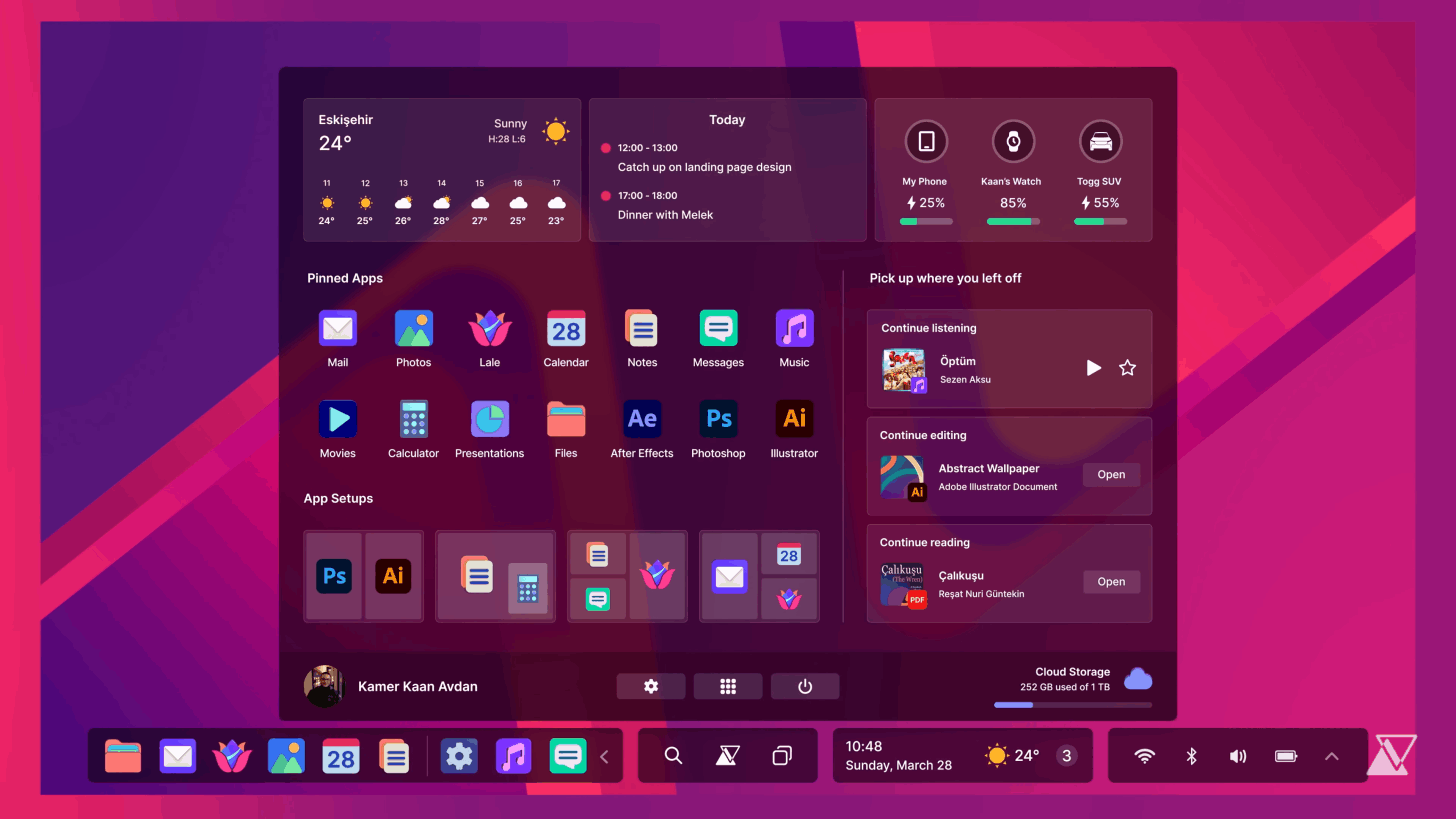 Eskişehir
24°
Sunny
H:28 L:6
11 12 13 14 15 16 17
24° 25° 26° 28° 27° 25° 23°
Today
12:00 - 13:00
Catch up on landing page design
17:00 - 18:00
Dinner with Melek
My Phone Kaan's Watch Togg SUV
25% 85% 55%
Pinned Apps
28
Mail Photos Lale Calendar Notes Messages Music
Ae Ps Ai
Movies Calculator Presentations Files After Effects Photoshop Illustrator
App Setups
Ps Ai
28
Pick up where you left off
Continue listening
Öptüm
Sezen Aksu
Continue editing
Abstract Wallpaper
Ai
Adobe Illustrator Document
Open
Continue reading
Çalıkuşu
(The Wren)
PDF
Çalıkuşu
Reşat Nuri Güntekin
Open
Kamer Kaan Avdan
Cloud Storage
252 GB used of 1 TB
28
10:48
Sunday, March 28
24°
3